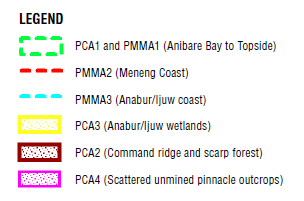 LEGEND
PCA1 and PMMA1 (Anibare Bay to Topside)
PMMA2 (Meneng Coast)
PMMA3 (Anabur/Ijuw coast)
PCA3 (Anabur/Ijuw wetlands)
PCA2 (Command ridge and scarp forest)
PCA4 (Scattered unmined pinnacle outcrops)